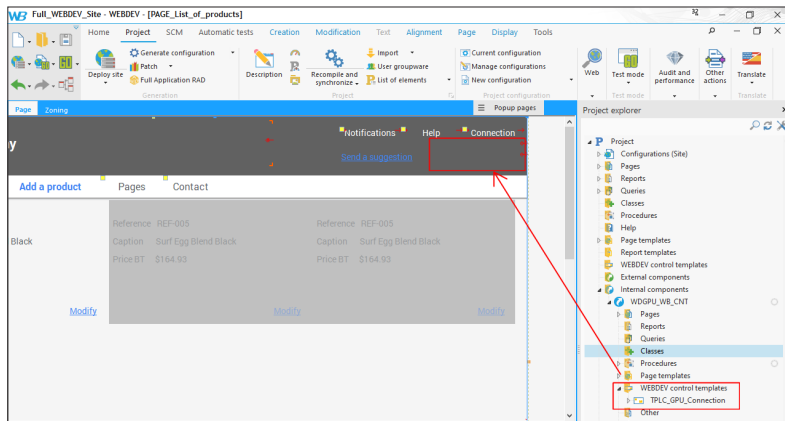 Full_WEBDEV_Site - WEBDEV - [PAGE_List_of_products]
Home Project SCM Automatic tests Creation Modification Text Alignment Page Display Tools
Generate configuration
Patch
Full Application RAD
Deploy site
Generation
Description
Recompile and synchronize
Import
User groupware
List of elements
Project
Current configuration
Manage configurations
New configuration
Project configuration
Web
Test mode
Test mode
Audit and performance
Other actions
Translate
Translate
Page Zoning
Popup pages
Project explorer
Notifications Help Connection
Send a suggestion
Add a product Pages Contact
Reference REF-005 Reference REF-005
Black Caption Surf Egg Blend Black Caption Surf Egg Blend Black
Price BT $164.93 Price BT $164.93
Modify Modify Modify
Project
Configurations (Site)
Pages
Reports
Queries
Classes
Procedures
Help
Page templates
Report templates
WEBDEV control templates
External components
Internal components
WDGPU_WB_CNT
Pages
Reports
Queries
Classes
Procedures
Page templates
WEBDEV control templates
TPLC_GPU_Connection
Other